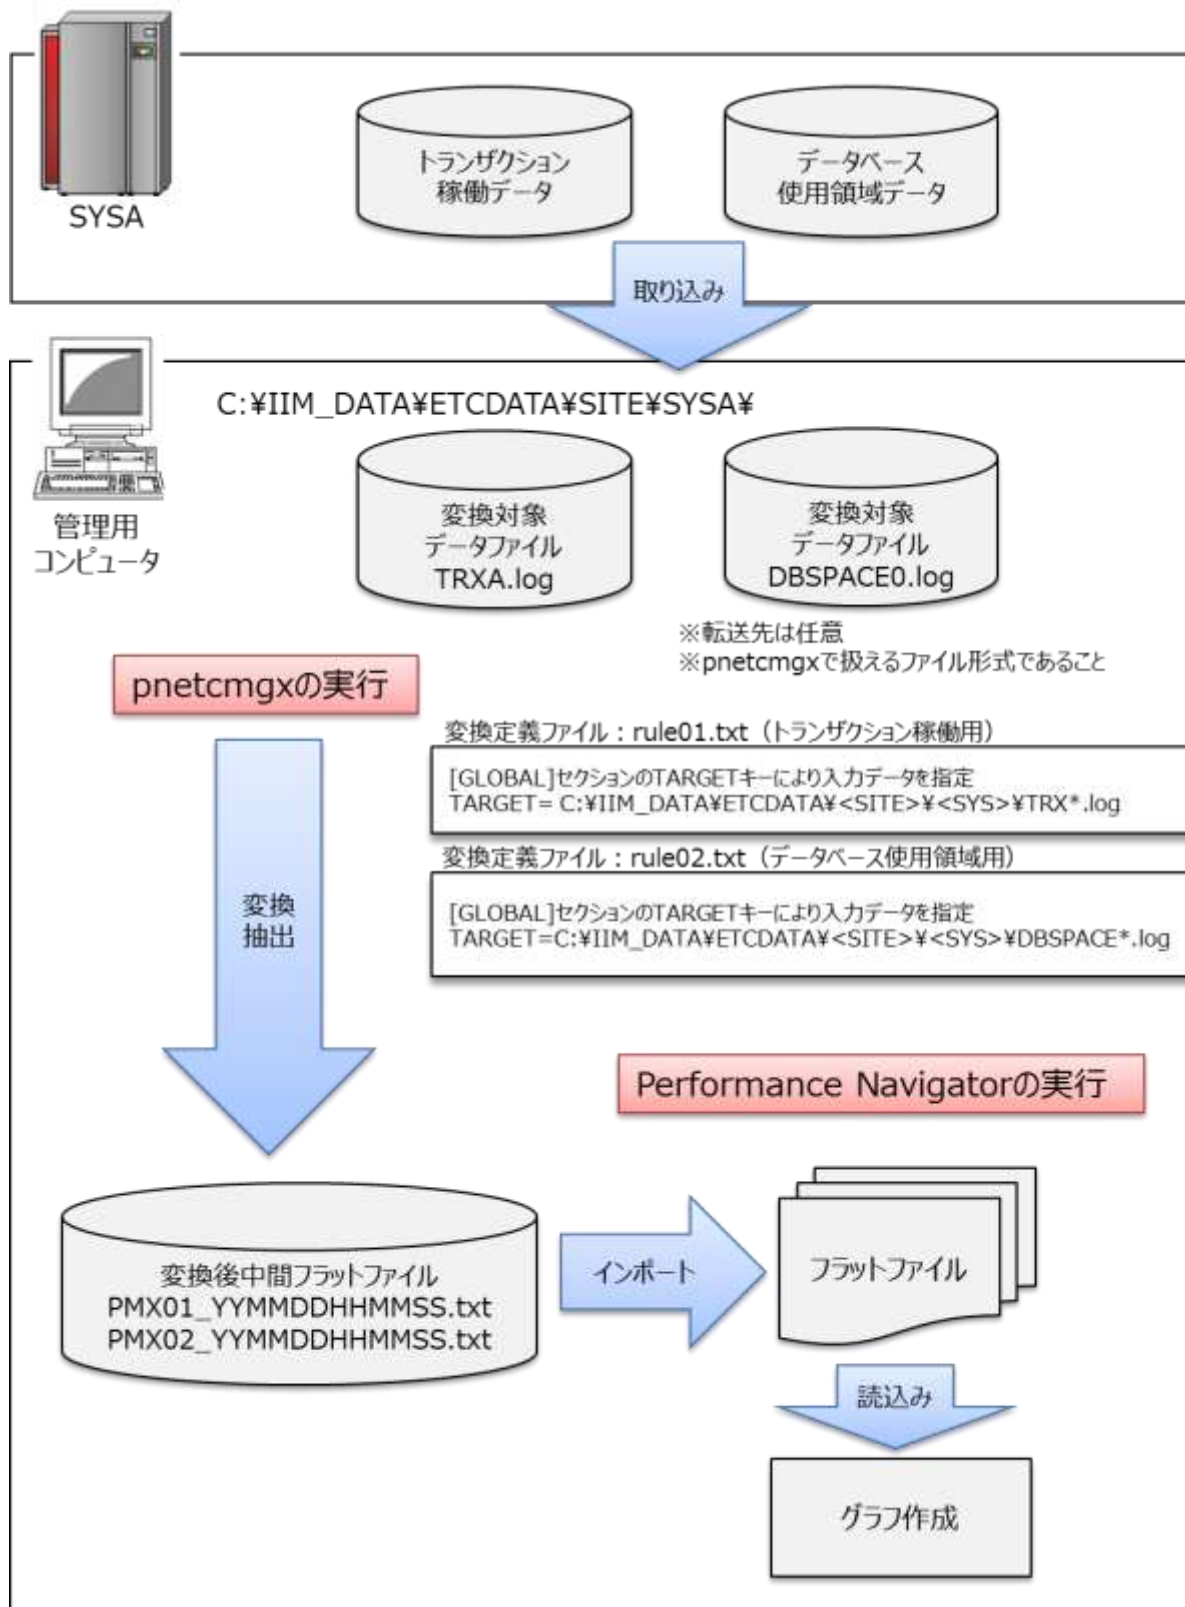 SYSA
トランザクション
稼働データ
データベース
使用領域データ
取り込み
管理用
コンピュータ
C:¥IIM_DATA¥ETCDATA¥SITE¥SYSA¥
変換対象
データファイル
TRXA.log
変換対象
データファイル
DBSPACE0.log
※転送先は任意
※pnetcmgxで扱えるファイル形式であること
pnetcmgxの実行
変換定義ファイル：rule01.txt（トランザクション稼働用）
[GLOBAL]セクションのTARGETキーにより入力データを指定
TARGET= C:¥IIM_DATA¥ETCDATA¥<SITE>¥<SYS>¥TRX*.log
変換定義ファイル：rule02.txt（データベース使用領域用）
[GLOBAL]セクションのTARGETキーにより入力データを指定
TARGET=C:¥IIM_DATA¥ETCDATA¥<SITE>¥<SYS>¥DBSPACE*.log
変換
抽出
Performance Navigatorの実行
変換後中間フラットファイル
PMX01_YYMMDDHHMMSS.txt
PMX02_YYMMDDHHMMSS.txt
インポート
フラットファイル
読込み
グラフ作成